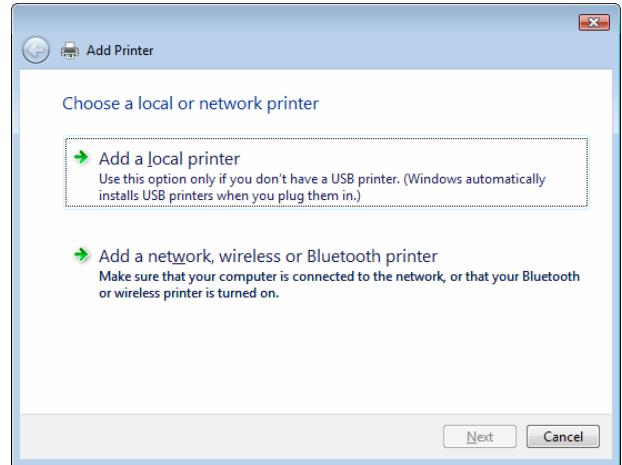 Add Printer
Choose a local or network printer
Add a local printer
Use this option only if you don't have a USB printer. (Windows automatically
installs USB printers when you plug them in.)
Add a network, wireless or Bluetooth printer
Make sure that your computer is connected to the network, or that your Bluetooth
or wireless printer is turned on.
Next Cancel